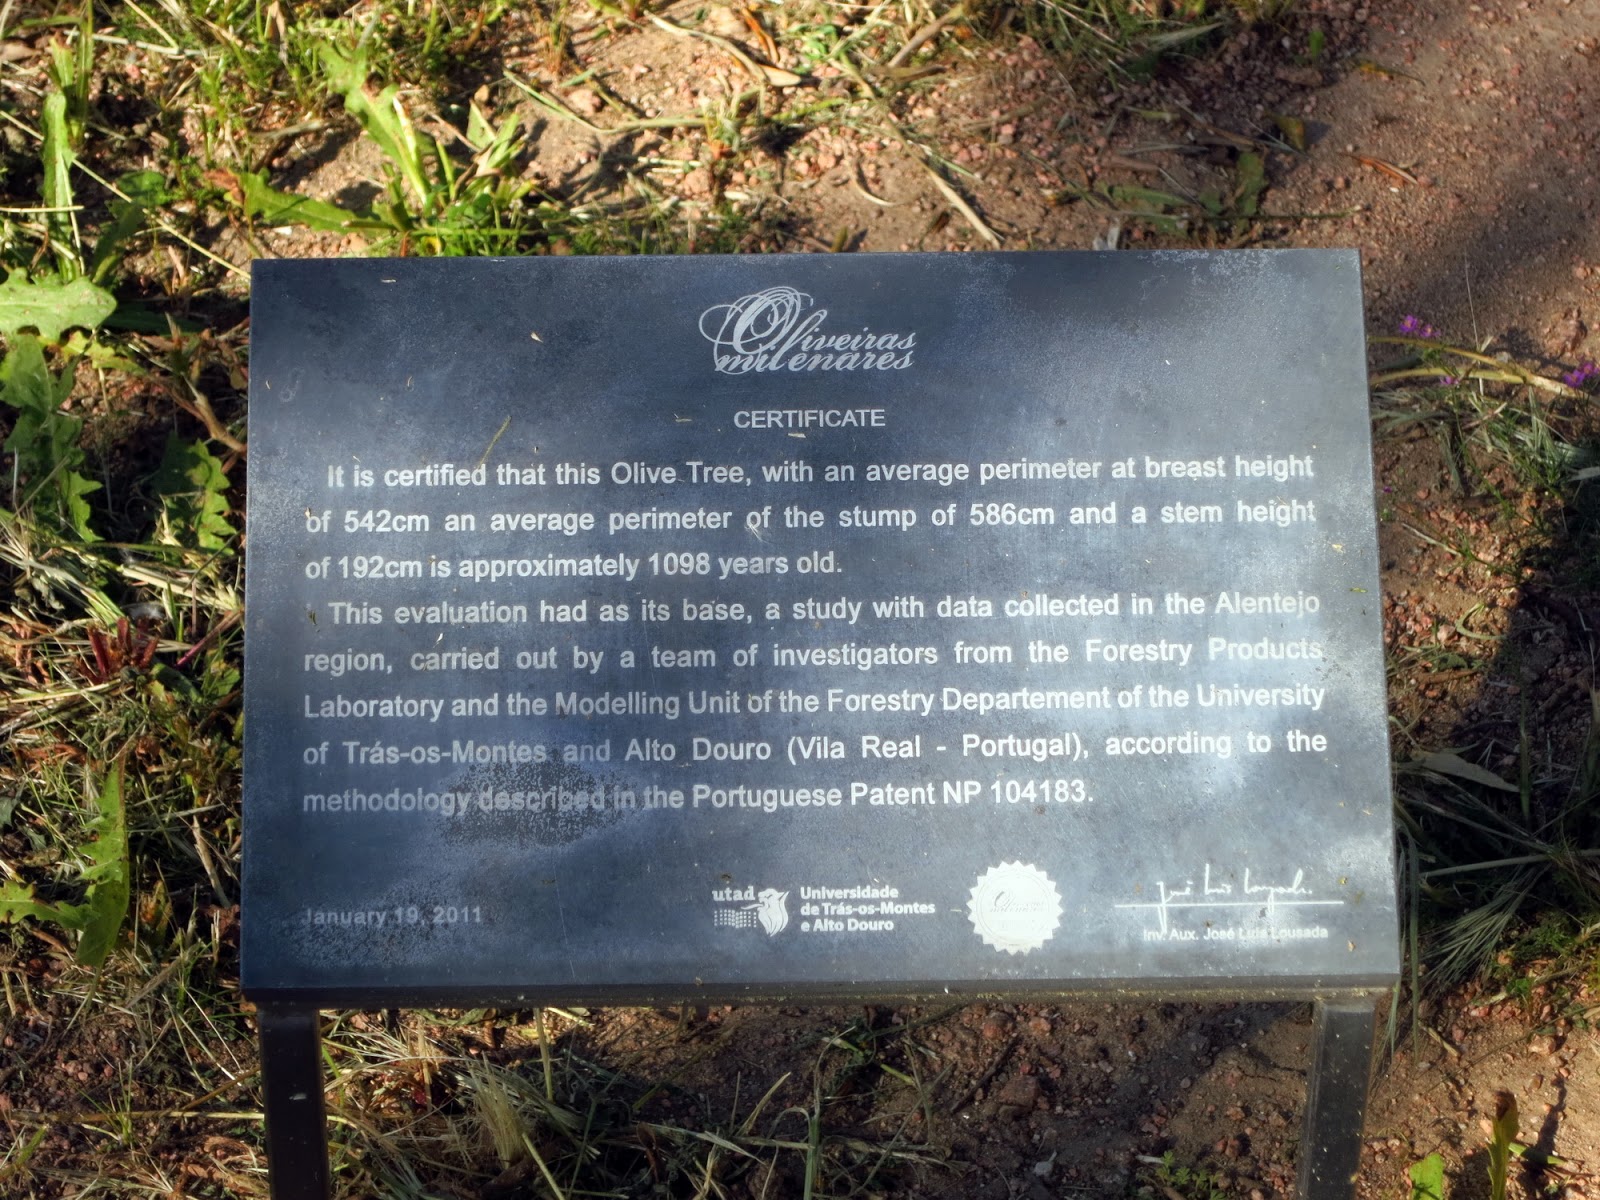 Oliveiras
milenares
CERTIFICATE
It is certified that this Olive Tree, with an average perimeter at breast height
of 542cm an average perimeter of the stump of 586cm and a stem height
of 192cm is approximately 1098 years old.
This evaluation had as its base, a study with data collected in the Alentejo
region, carried out by a team of investigators from the Forestry Products
Laboratory and the Modelling Unit of the Forestry Departement of the University
of Trás-os-Montes and Alto Douro (Vila Real - Portugal), according to the
methodology described in the Portuguese Patent NP 104183.
January 19, 2011
utad
Universidade
de Trás-os-Montes
e Alto Douro
Inv. Aux. José Luis Lousada